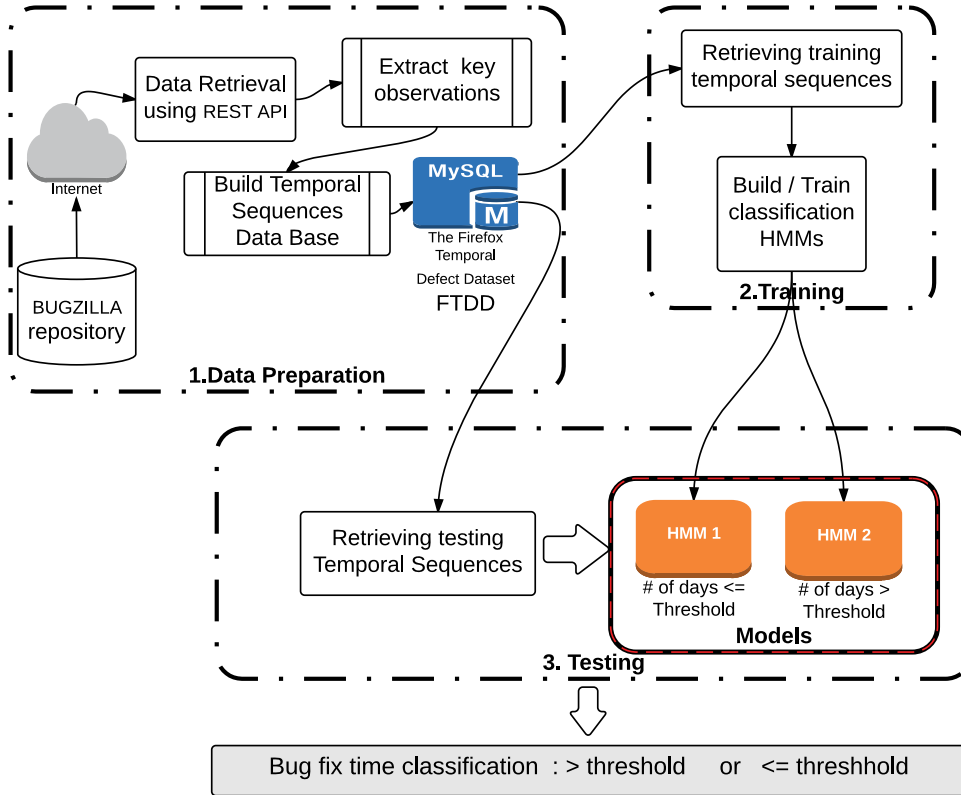 Data Retrieval
using REST API
Extract key
observations
Internet
Build Temporal
Sequences
Data Base
MySQL
M
The Firefox
Temporal
Defect Dataset
FTDD
BUGZILLA
repository
1.Data Preparation
Retrieving training
temporal sequences
Build / Train
classification
HMMs
2.Training
Retrieving testing
Temporal Sequences
HMM 1
# of days <=
Threshold
HMM 2
# of days >
Threshold
Models
3. Testing
Bug fix time classification : > threshold or <= threshhold